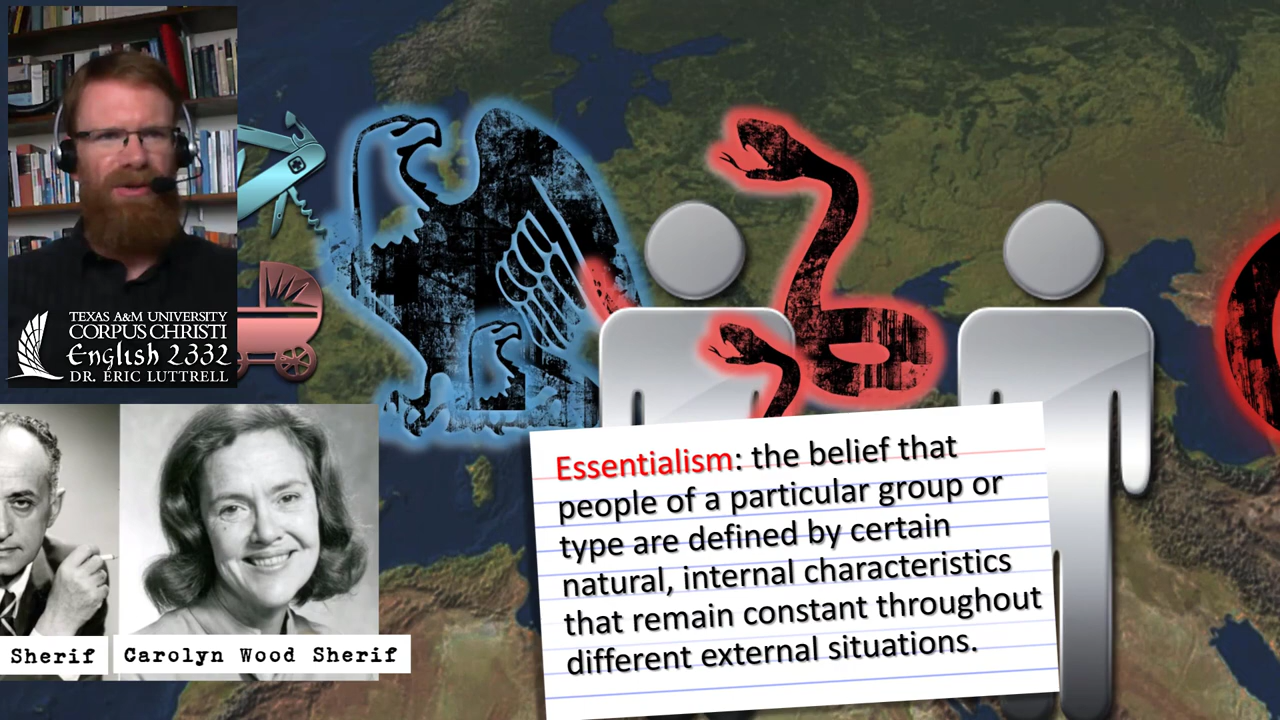 TEXAS A&M UNIVERSITY
CORPUS CHRISTI
English 2332
DR. ERIC LUTTRELL
Sherif
Carolyn Wood Sherif
Essentialism: the belief that
people of a particular group or
type are defined by certain
natural, internal characteristics
that remain constant throughout
different external situations.